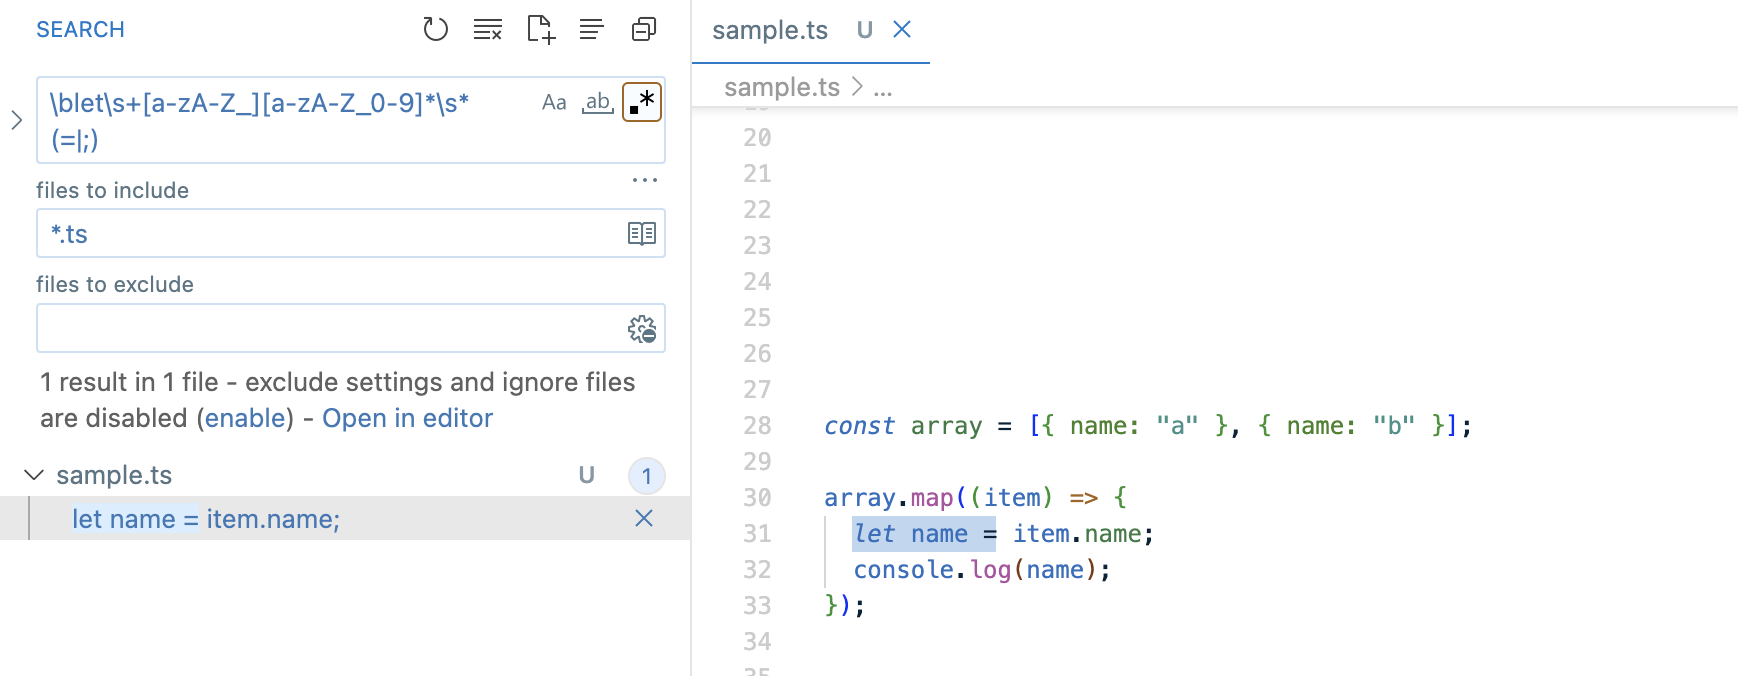 SEARCH
\blet\s+[a-zA-Z_][a-zA-Z_0-9]*\s*
(=|;)
Aa
ab
.*
files to include
...
*.ts
files to exclude
1 result in 1 file - exclude settings and ignore files
are disabled (enable) - Open in editor
sample.ts U 1
let name = item.name;
sample.ts U
sample.ts > ...
20
21
22
23
24
25
26
27
28 const array = [{ name: "a" }, { name: "b" }];
29
30 array.map((item) => {
31 let name = item.name;
32 console.log(name);
33 });
34